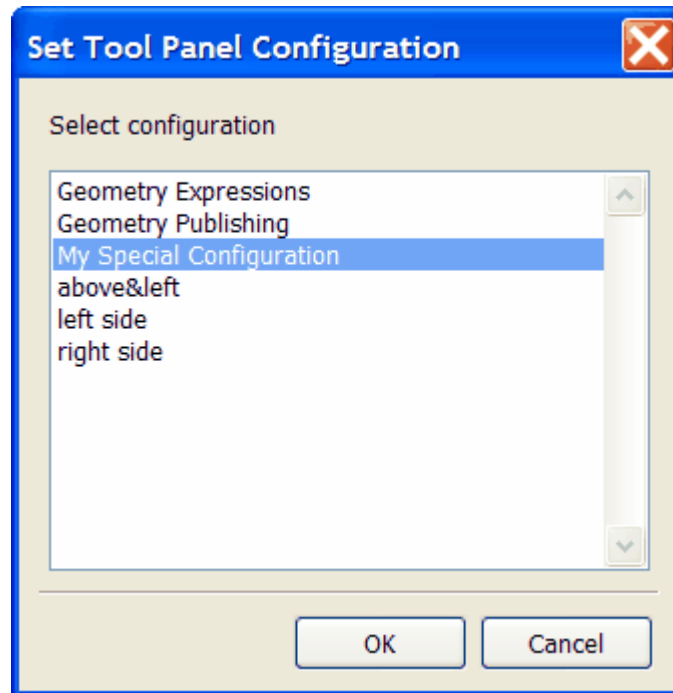 Set Tool Panel Configuration
Select configuration
Geometry Expressions
Geometry Publishing
My Special Configuration
above&left
left side
right side
OK
Cancel